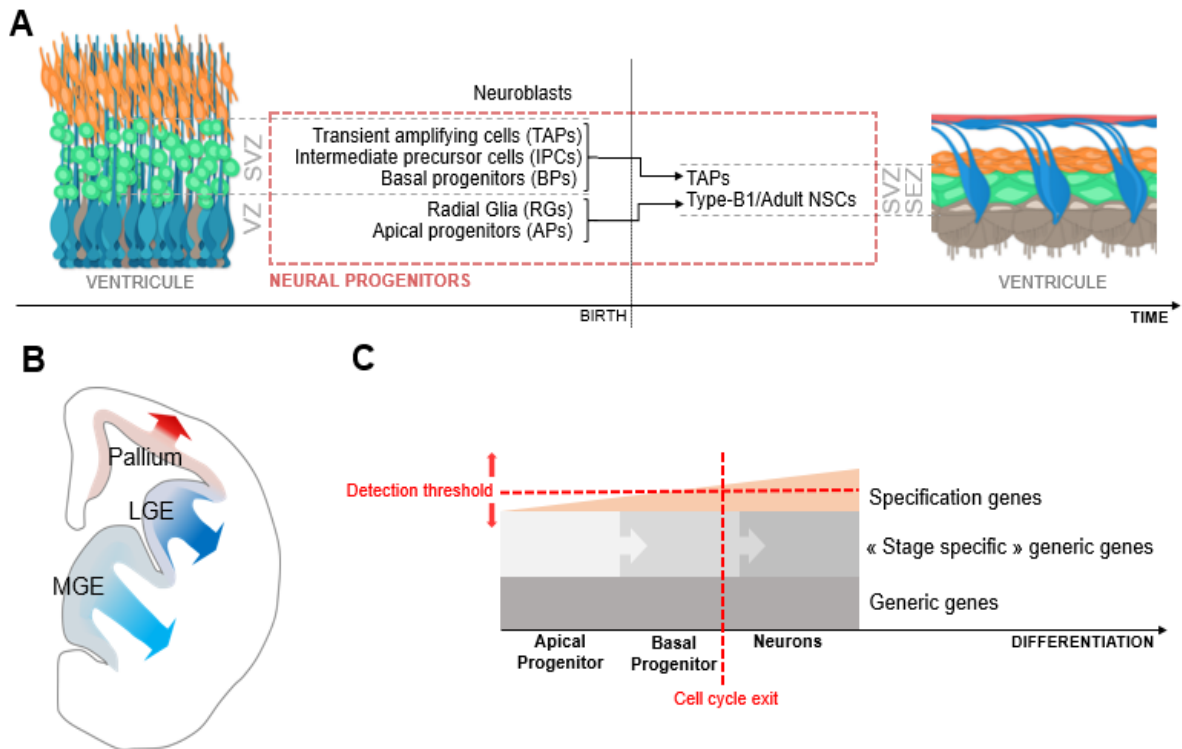 A
Neuroblasts
Transient amplifying cells (TAPs)
Intermediate precursor cells (IPCs)
Basal progenitors (BPs)
Radial Glia (RGs)
Apical progenitors (APs)
SVZ
VZ
TAPs
Type-B1/Adult NSCs
SVZ
SEZ
VENTRICULE
NEURAL PROGENITORS
VENTRICULE
BIRTH
TIME
B
Pallium
LGE
MGE
C
Detection threshold
Specification genes
« Stage specific » generic genes
Generic genes
Apical
Progenitor
Basal
Progenitor
Neurons
DIFFERENTIATION
Cell cycle exit